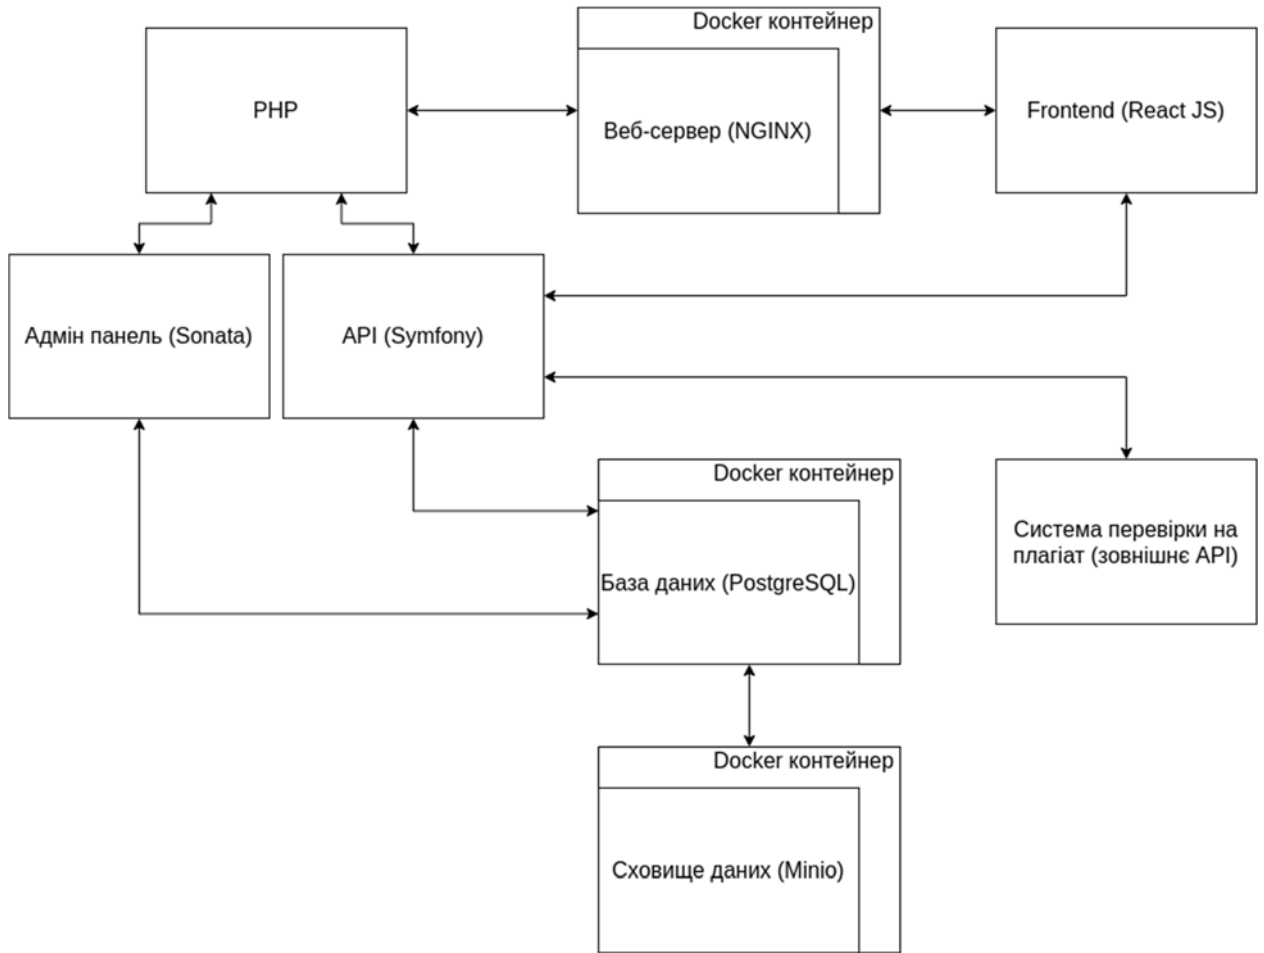 Docker контейнер
PHP
Веб-сервер (NGINX)
Frontend (React JS)
Адмін панель (Sonata)
API (Symfony)
Docker контейнер
База даних (PostgreSQL)
Система перевірки на
плагіат (зовнішнє API)
Docker контейнер
Сховище даних (Minio)